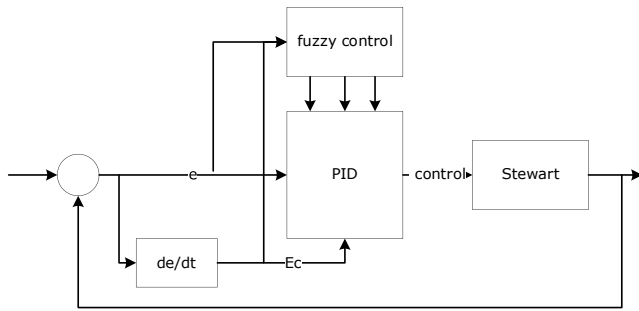 fuzzy control
e
PID
control
Stewart
de/dt
Ec